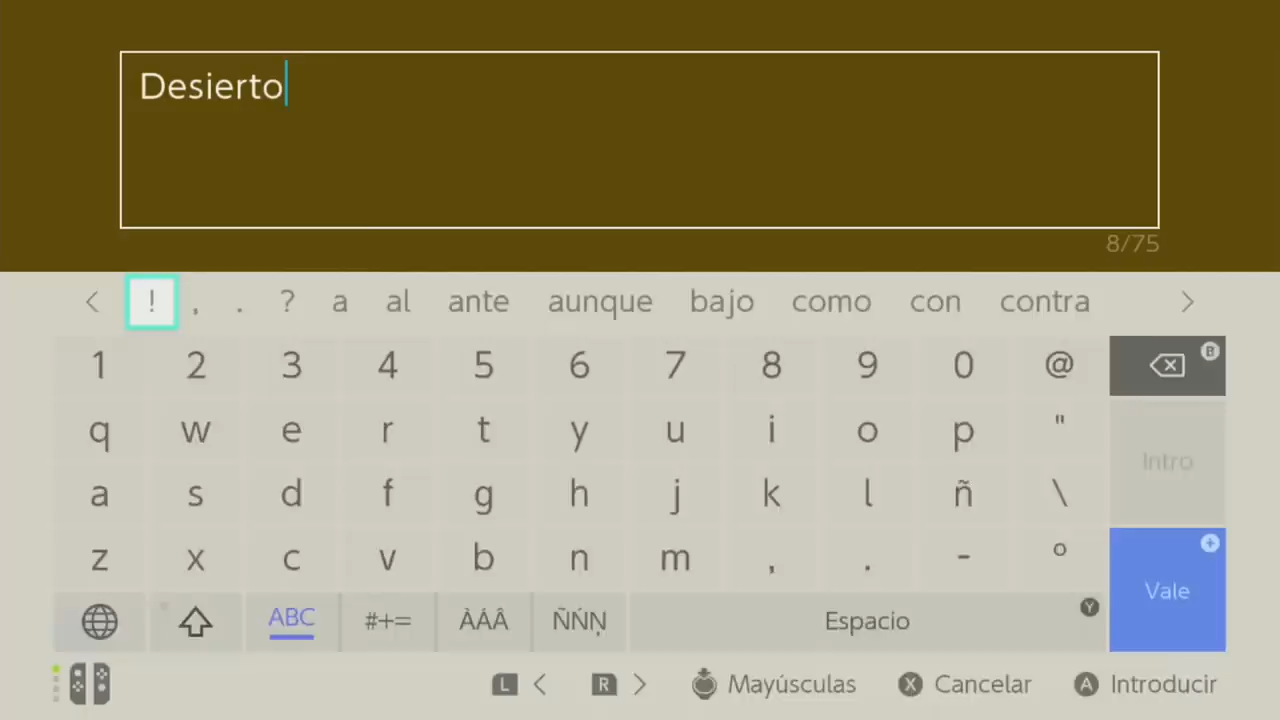 Desierto
8/75
! , . ? a al ante aunque bajo como con contra
1 2 3 4 5 6 7 8 9 0 @ B
q w e r t y u i o p "
Intro
a s d f g h j k l ñ \
z x c v b n m , . - º
Vale
ABC #+= ÀÁÂ ÑŃŅ Espacio Y
L R Mayúsculas X Cancelar A Introducir